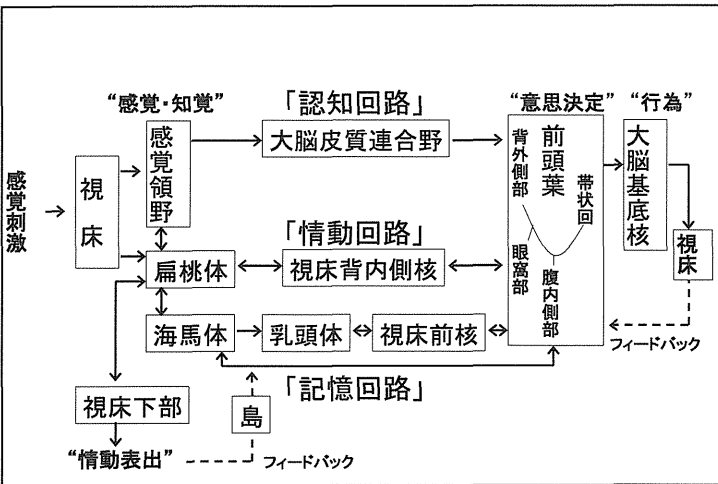 感覚刺激
視床
“感覚・知覚”
感覚領野
「認知回路」
大脳皮質連合野
“意思決定”
前頭葉
背外側部
帯状回
眼窩部
腹内側部
“行為”
大脳基底核
視床
フィードバック
「情動回路」
扁桃体
視床背内側核
海馬体
乳頭体
視床前核
「記憶回路」
視床下部
島
“情動表出”
フィードバック